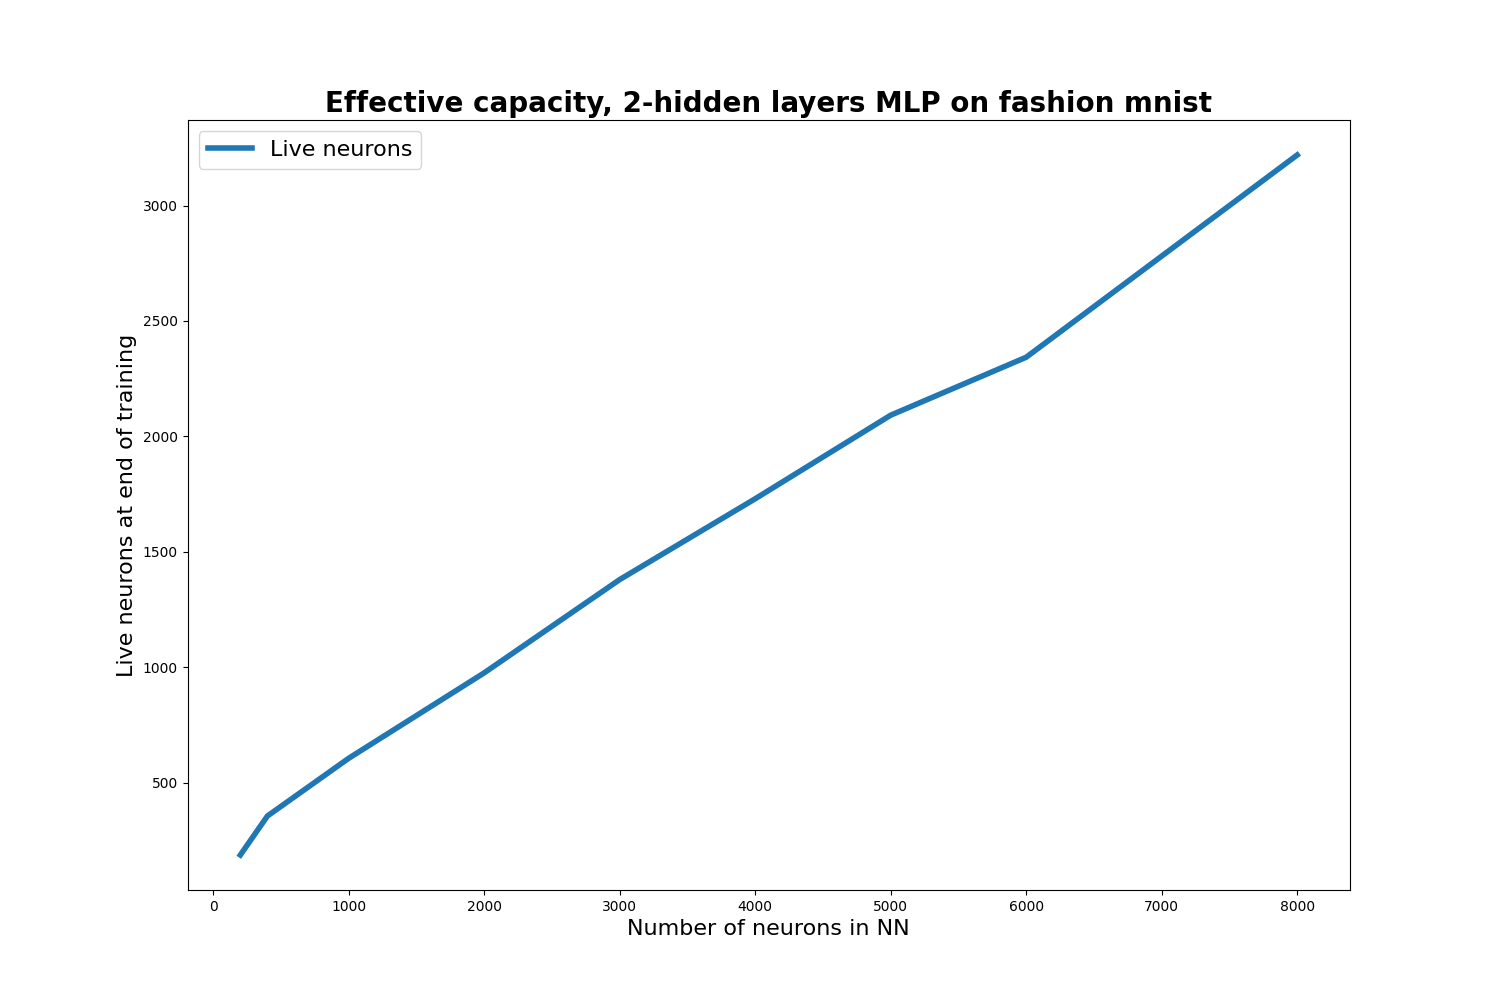 Effective capacity, 2-hidden layers MLP on fashion mnist
Live neurons
3000
2500
2000
1500
1000
500
Live neurons at end of training
0 1000 2000 3000 4000 5000 6000 7000 8000
Number of neurons in NN